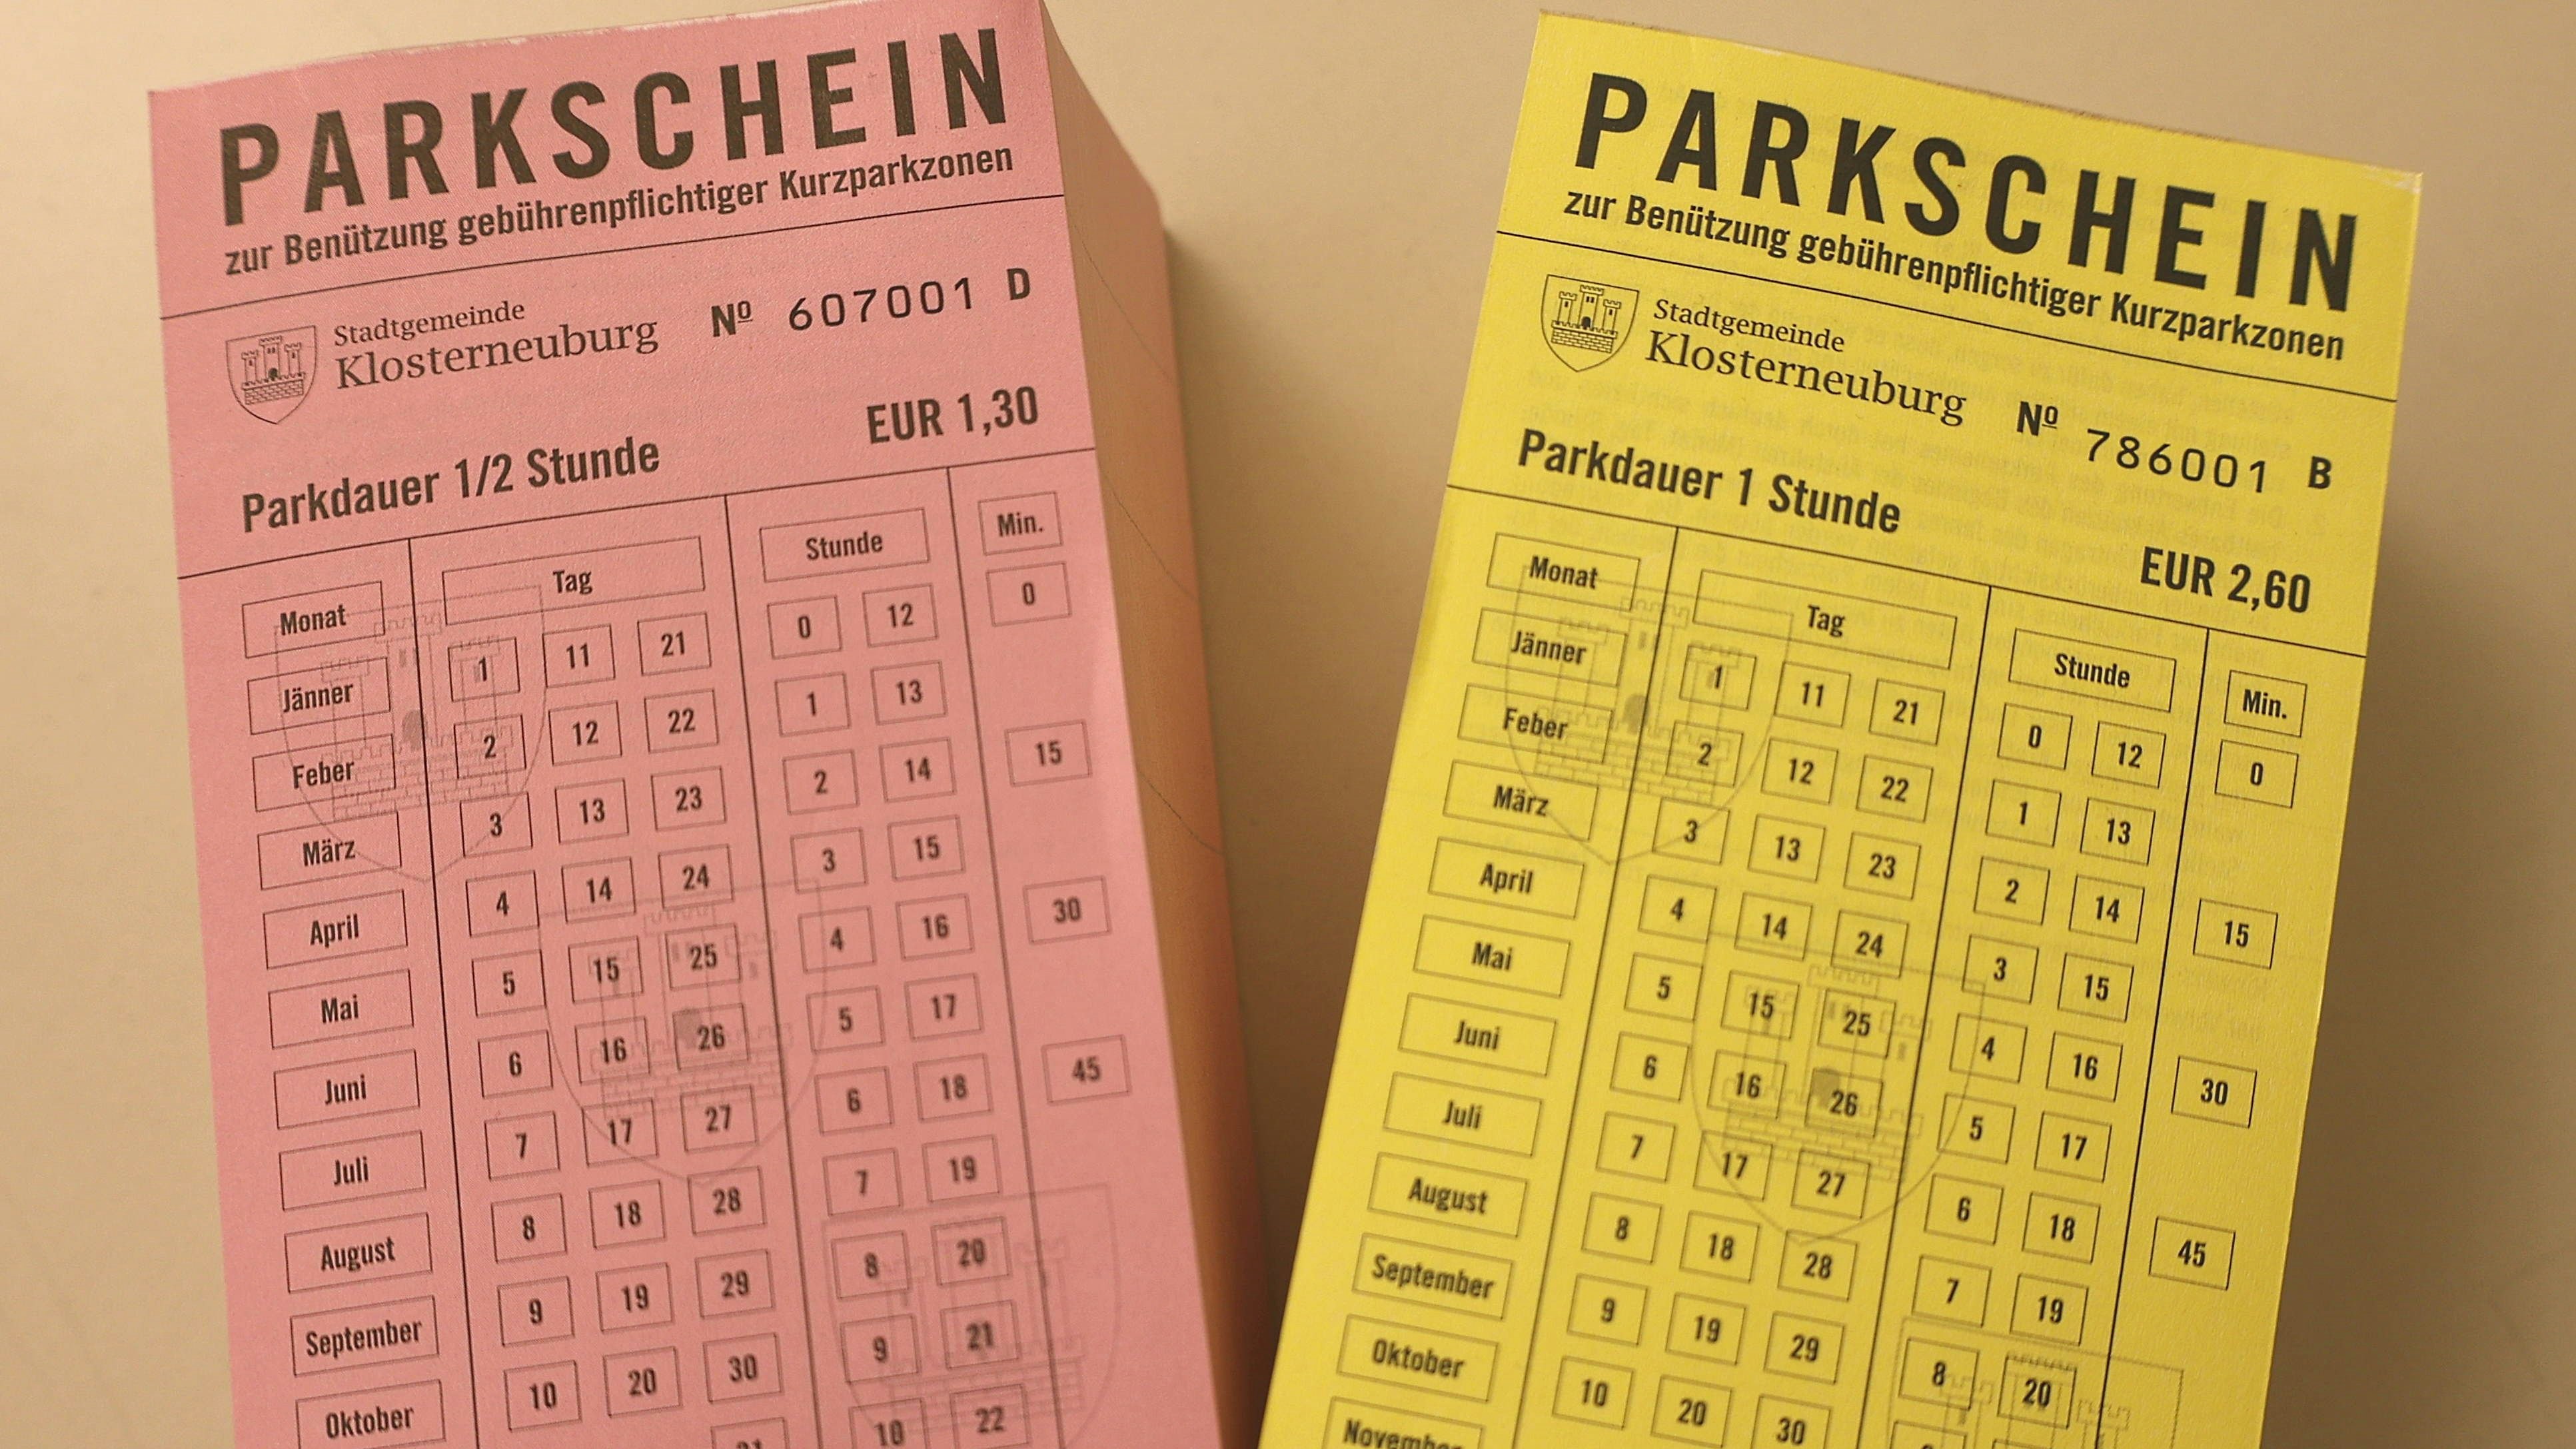 PARKSCHEIN
zur Benützung gebührenpflichtiger Kurzparkzonen
Stadtgemeinde
Klosterneuburg
Nº 607001 D
Parkdauer 1/2 Stunde
EUR 1,30
Monat Tag Stunde Min.
Jänner 1 11 21 0 12 0
Feber 2 12 22 1 13
März 3 13 23 2 14 15
April 4 14 24 3 15
Mai 5 15 25 4 16 30
Juni 6 16 26 5 17
Juli 7 17 27 6 18 45
August 8 18 28 7 19
September 9 19 29 8 20
Oktober 10 20 30 9 21
10 22
PARKSCHEIN
zur Benützung gebührenpflichtiger Kurzparkzonen
Stadtgemeinde
Klosterneuburg
Nº 786001 B
Parkdauer 1 Stunde
EUR 2,60
Monat Tag Stunde Min.
Jänner 1 11 21 0 12 0
Feber 2 12 22 1 13
März 3 13 23 2 14 15
April 4 14 24 3 15
Mai 5 15 25 4 16 30
Juni 6 16 26 5 17
Juli 7 17 27 6 18 45
August 8 18 28 7 19
September 9 19 29 8 20
Oktober 10 20 30